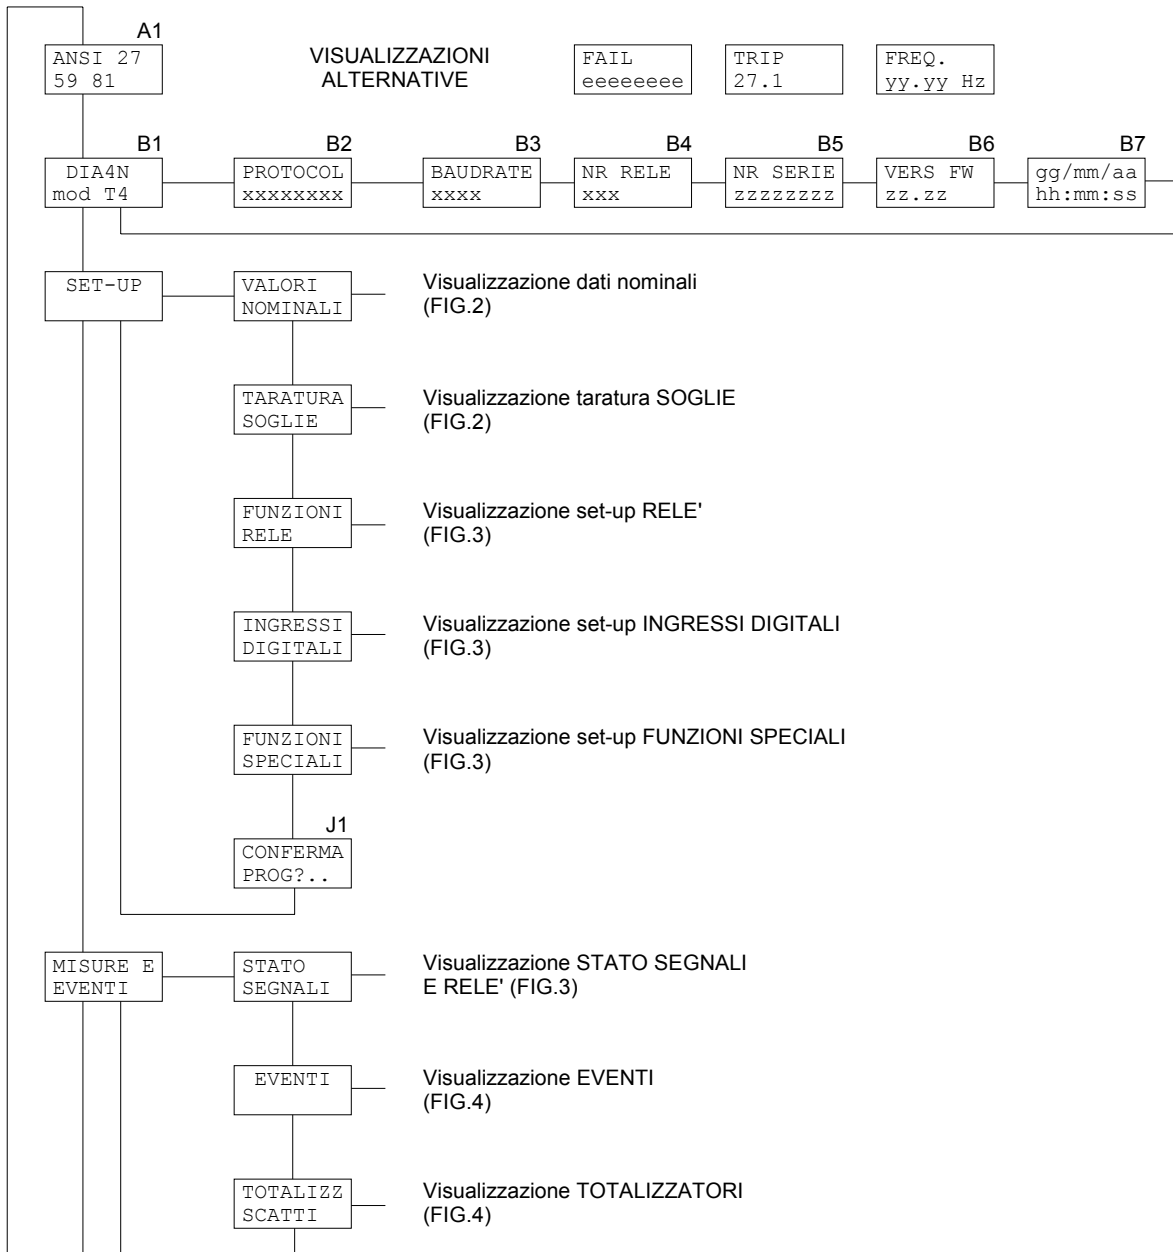 A1
ANSI 27
59 81
VISUALIZZAZIONI
ALTERNATIVE
FAIL
eeeeeeee
TRIP
27.1
FREQ.
yy.yy Hz
B1
DIA4N
mod T4
B2
PROTOCOL
xxxxxxxx
B3
BAUDRATE
xxxx
B4
NR RELE
xxx
B5
NR SERIE
zzzzzzzz
B6
VERS FW
zz.zz
B7
gg/mm/aa
hh:mm:ss
SET-UP
VALORI
NOMINALI
Visualizzazione dati nominali
(FIG.2)
TARATURA
SOGLIE
Visualizzazione taratura SOGLIE
(FIG.2)
FUNZIONI
RELE
Visualizzazione set-up RELE'
(FIG.3)
INGRESSI
DIGITALI
Visualizzazione set-up INGRESSI DIGITALI
(FIG.3)
FUNZIONI
SPECIALI
Visualizzazione set-up FUNZIONI SPECIALI
(FIG.3)
J1
CONFERMA
PROG?..
MISURE E
EVENTI
STATO
SEGNALI
Visualizzazione STATO SEGNALI
E RELE' (FIG.3)
EVENTI
Visualizzazione EVENTI
(FIG.4)
TOTALIZZ
SCATTI
Visualizzazione TOTALIZZATORI
(FIG.4)